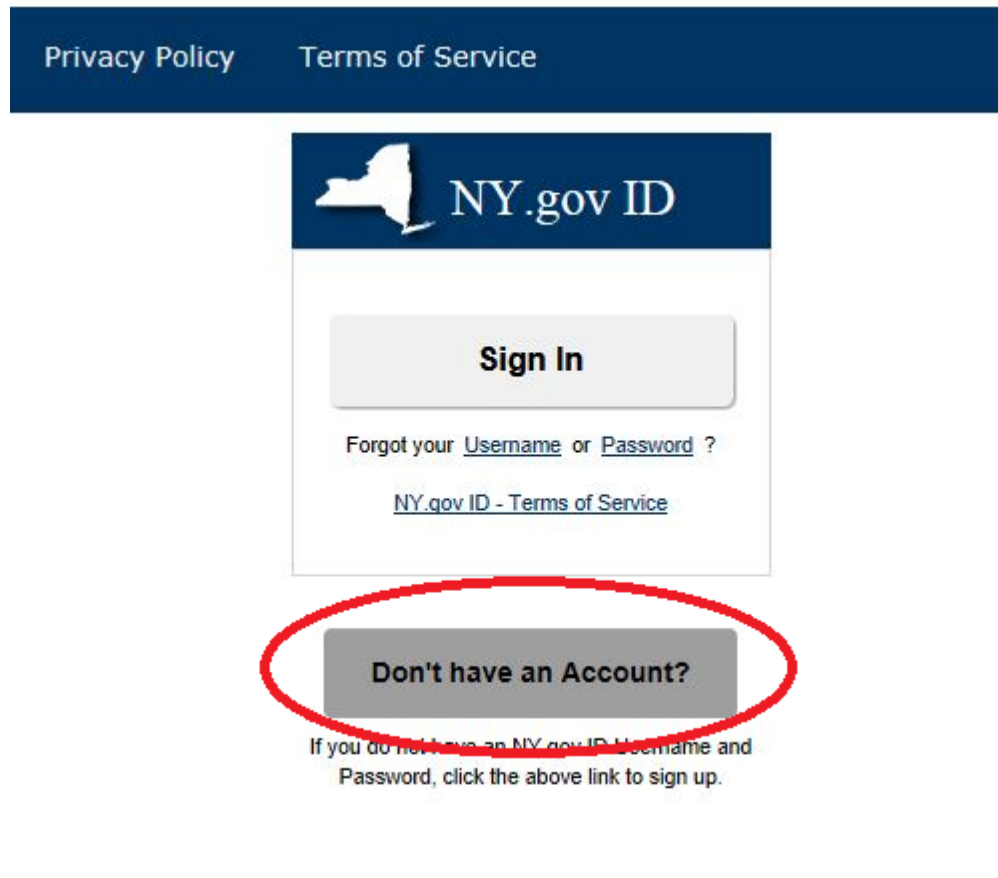 Privacy Policy Terms of Service
NY.gov ID
Sign In
Forgot your Username or Password ?
NY.gov ID - Terms of Service
Don't have an Account?
If you do not have an NY.gov ID Username and
Password, click the above link to sign up.